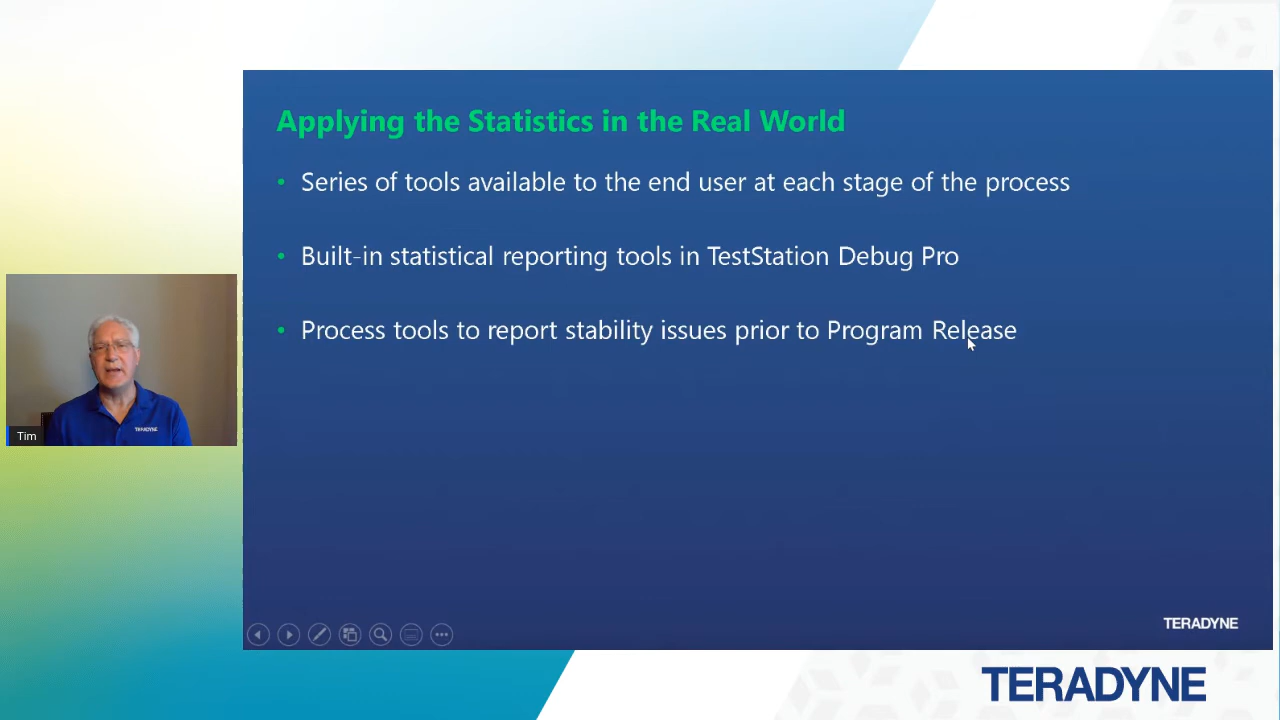 Applying the Statistics in the Real World
• Series of tools available to the end user at each stage of the process
• Built-in statistical reporting tools in TestStation Debug Pro
• Process tools to report stability issues prior to Program Release
TERADYNE
Tim
TERADYNE
TERADYNE